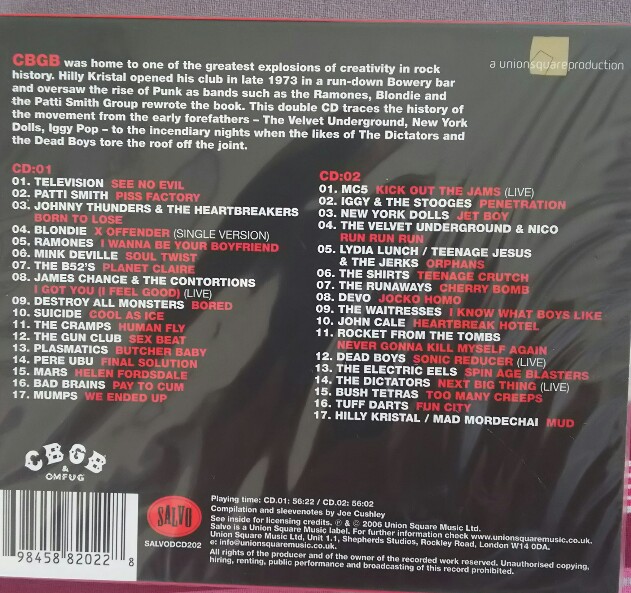 CBGB was home to one of the greatest explosions of creativity in rock
history. Hilly Kristal opened his club in late 1973 in a run-down Bowery bar
and oversaw the rise of Punk as bands such as the Ramones, Blondie and
the Patti Smith Group rewrote the book. This double CD traces the history of
the movement from the early forefathers – The Velvet Underground, New York
Dolls, Iggy Pop – to the incendiary nights when the likes of The Dictators and
the Dead Boys tore the roof off the joint.
a unionsquareproduction
CD:01
01. TELEVISION SEE NO EVIL
02. PATTI SMITH PISS FACTORY
03. JOHNNY THUNDERS & THE HEARTBREAKERS
BORN TO LOSE
04. BLONDIE X OFFENDER (SINGLE VERSION)
05. RAMONES I WANNA BE YOUR BOYFRIEND
06. MINK DEVILLE SOUL TWIST
07. THE B52'S PLANET CLAIRE
08. JAMES CHANCE & THE CONTORTIONS
I GOT YOU (I FEEL GOOD) (LIVE)
09. DESTROY ALL MONSTERS BORED
10. SUICIDE COOL AS ICE
11. THE CRAMPS HUMAN FLY
12. THE GUN CLUB SEX BEAT
13. PLASMATICS BUTCHER BABY
14. PERE UBU FINAL SOLUTION
15. MARS HELEN FORDSDALE
16. BAD BRAINS PAY TO CUM
17. MUMPS WE ENDED UP
CD:02
01. MC5 KICK OUT THE JAMS (LIVE)
02. IGGY & THE STOOGES PENETRATION
03. NEW YORK DOLLS JET BOY
04. THE VELVET UNDERGROUND & NICO
RUN RUN RUN
05. LYDIA LUNCH / TEENAGE JESUS
& THE JERKS ORPHANS
06. THE SHIRTS TEENAGE CRUTCH
07. THE RUNAWAYS CHERRY BOMB
08. DEVO JOCKO HOMO
09. THE WAITRESSES I KNOW WHAT BOYS LIKE
10. JOHN CALE HEARTBREAK HOTEL
11. ROCKET FROM THE TOMBS
NEVER GONNA KILL MYSELF AGAIN
12. DEAD BOYS SONIC REDUCER (LIVE)
13. THE ELECTRIC EELS SPIN AGE BLASTERS
14. THE DICTATORS NEXT BIG THING (LIVE)
15. BUSH TETRAS TOO MANY CREEPS
16. TUFF DARTS FUN CITY
17. HILLY KRISTAL / MAD MORDECHAI MUD
CBGB
& OMFUG
98458 82022 8
SALVO
SALVODCD202
Playing time: CD.01: 56:22 / CD.02: 56:02
Compilation and sleevenotes by Joe Cushley
See inside for licensing credits. ℗ & © 2006 Union Square Music Ltd.
Salvo is a Union Square Music label. For further information check www.unionsquaremusic.co.uk.
Union Square Music Ltd, Unit 1.1, Shepherds Studios, Rockley Road, London W14 0DA.
e: info@unionsquaremusic.co.uk.
All rights of the producer and of the owner of the recorded work reserved. Unauthorised copying,
hiring, renting, public performance and broadcasting of this record prohibited.